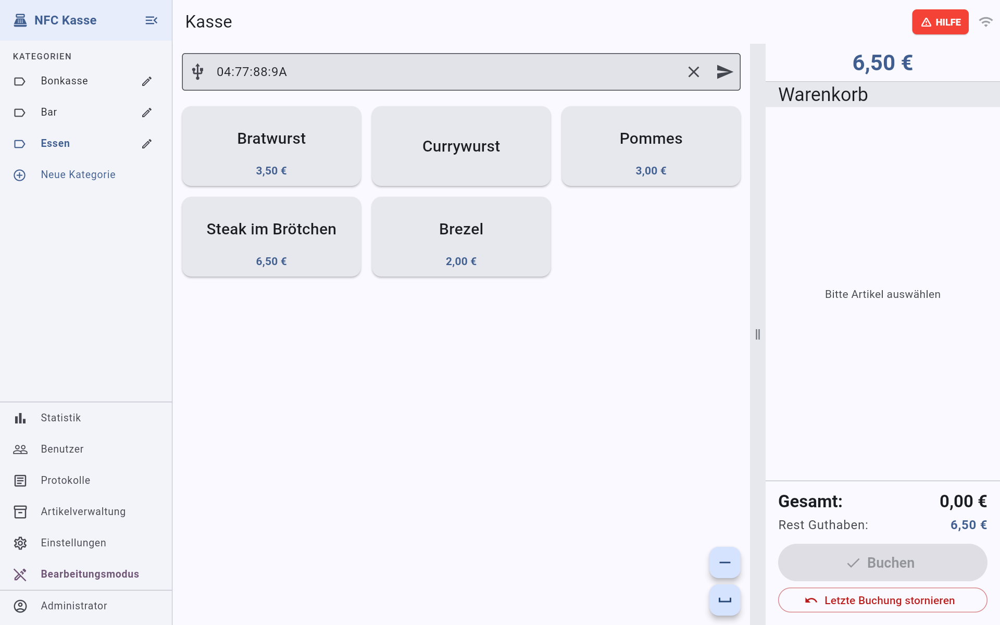 NFC Kasse
KATEGORIEN
Bonkasse
Bar
Essen
Neue Kategorie
Statistik
Benutzer
Protokolle
Artikelverwaltung
Einstellungen
Bearbeitungsmodus
Administrator
Kasse
HILFE
04:77:88:9A
Bratwurst
3,50 €
Currywurst
Pommes
3,00 €
Steak im Brötchen
6,50 €
Brezel
2,00 €
6,50 €
Warenkorb
Bitte Artikel auswählen
Gesamt: 0,00 €
Rest Guthaben: 6,50 €
Buchen
Letzte Buchung stornieren